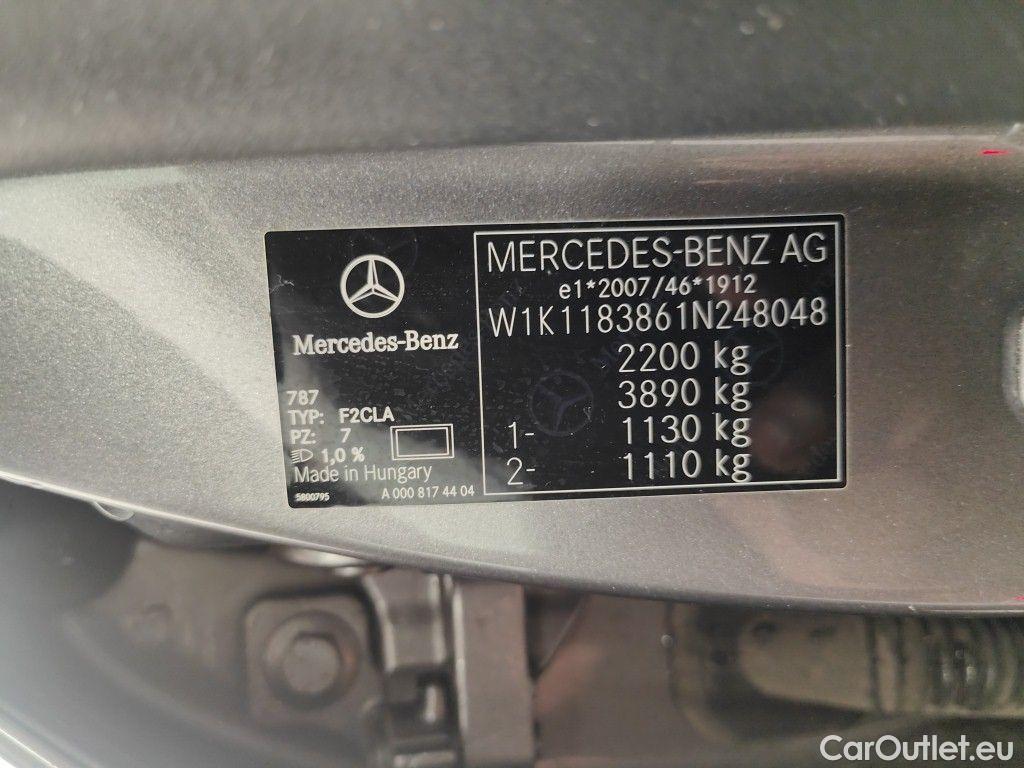 Mercedes-Benz
787
TYP: F2CLA
PZ: 7
1,0 %
Made in Hungary
5800795
A 000 817 44 04
MERCEDES-BENZ AG
e1*2007/46*1912
W1K1183861N248048
2200 kg
3890 kg
1- 1130 kg
2- 1110 kg
CarOutlet.eu